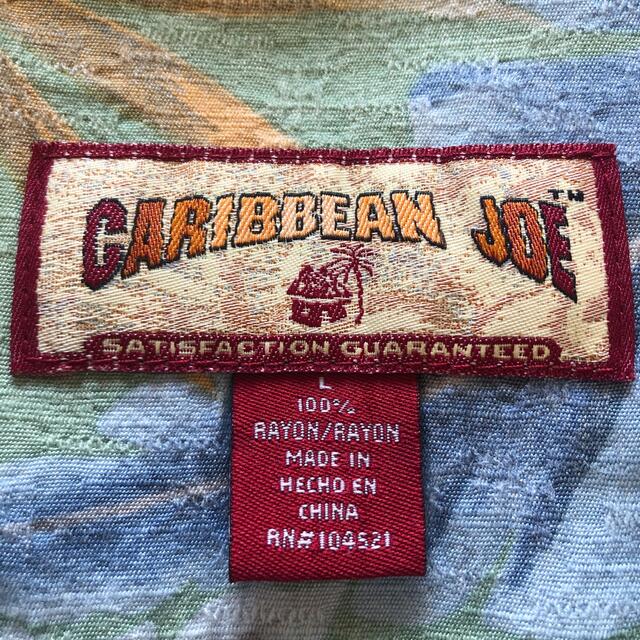 CARIBBEAN JOE™
SATISFACTION GUARANTEED
L
100%
RAYON/RAYON
MADE IN
HECHO EN
CHINA
RN#104521